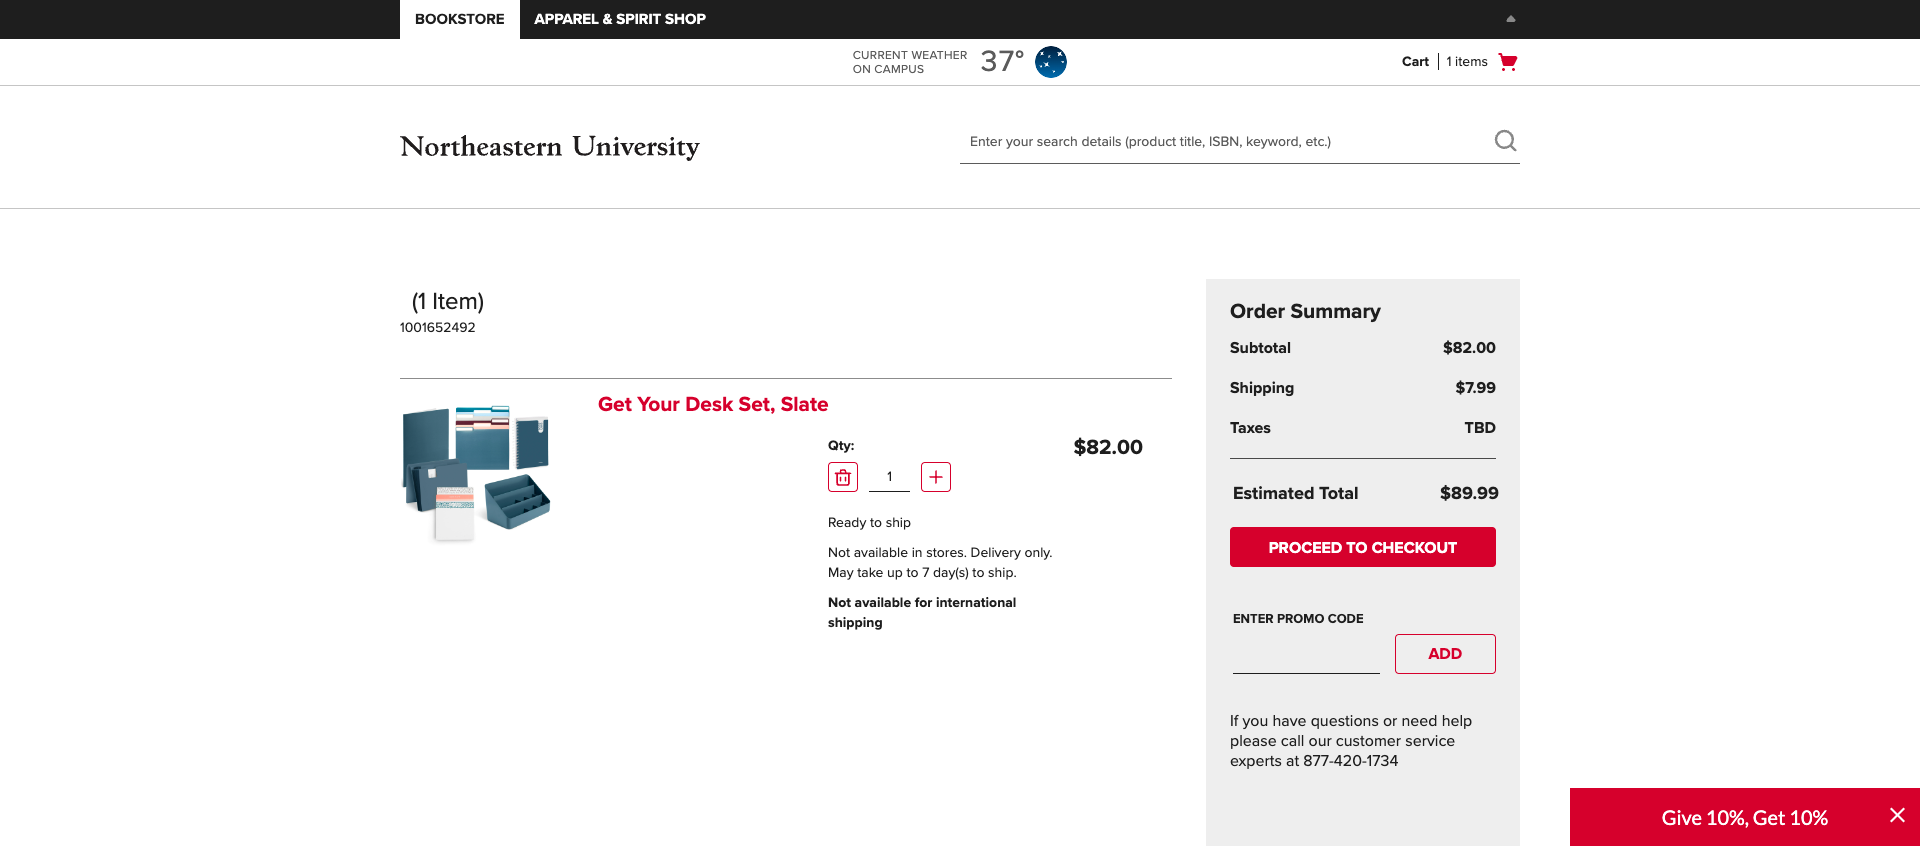 BOOKSTORE
APPAREL & SPIRIT SHOP
CURRENT WEATHER
ON CAMPUS
37°
Cart
1 items
Northeastern University
Enter your search details (product title, ISBN, keyword, etc.)
(1 Item)
1001652492
Get Your Desk Set, Slate
Qty:
$82.00
1
Ready to ship
Not available in stores. Delivery only.
May take up to 7 day(s) to ship.
Not available for international
shipping
Order Summary
Subtotal $82.00
Shipping $7.99
Taxes TBD
Estimated Total $89.99
PROCEED TO CHECKOUT
ENTER PROMO CODE
ADD
If you have questions or need help
please call our customer service
experts at 877-420-1734
Give 10%, Get 10%